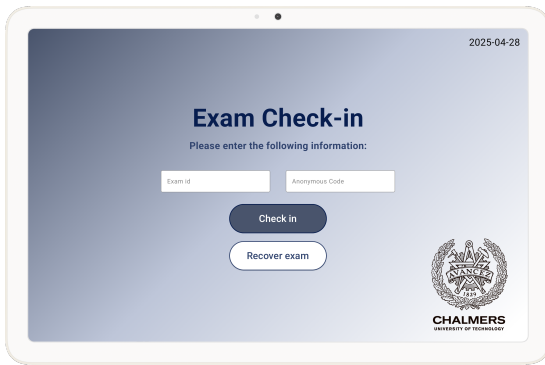 2025-04-28
Exam Check-in
Please enter the following information:
Exam id
Anonymous Code
Check in
Recover exam
AVANCEZ
1829
CHALMERS
UNIVERSITY OF TECHNOLOGY